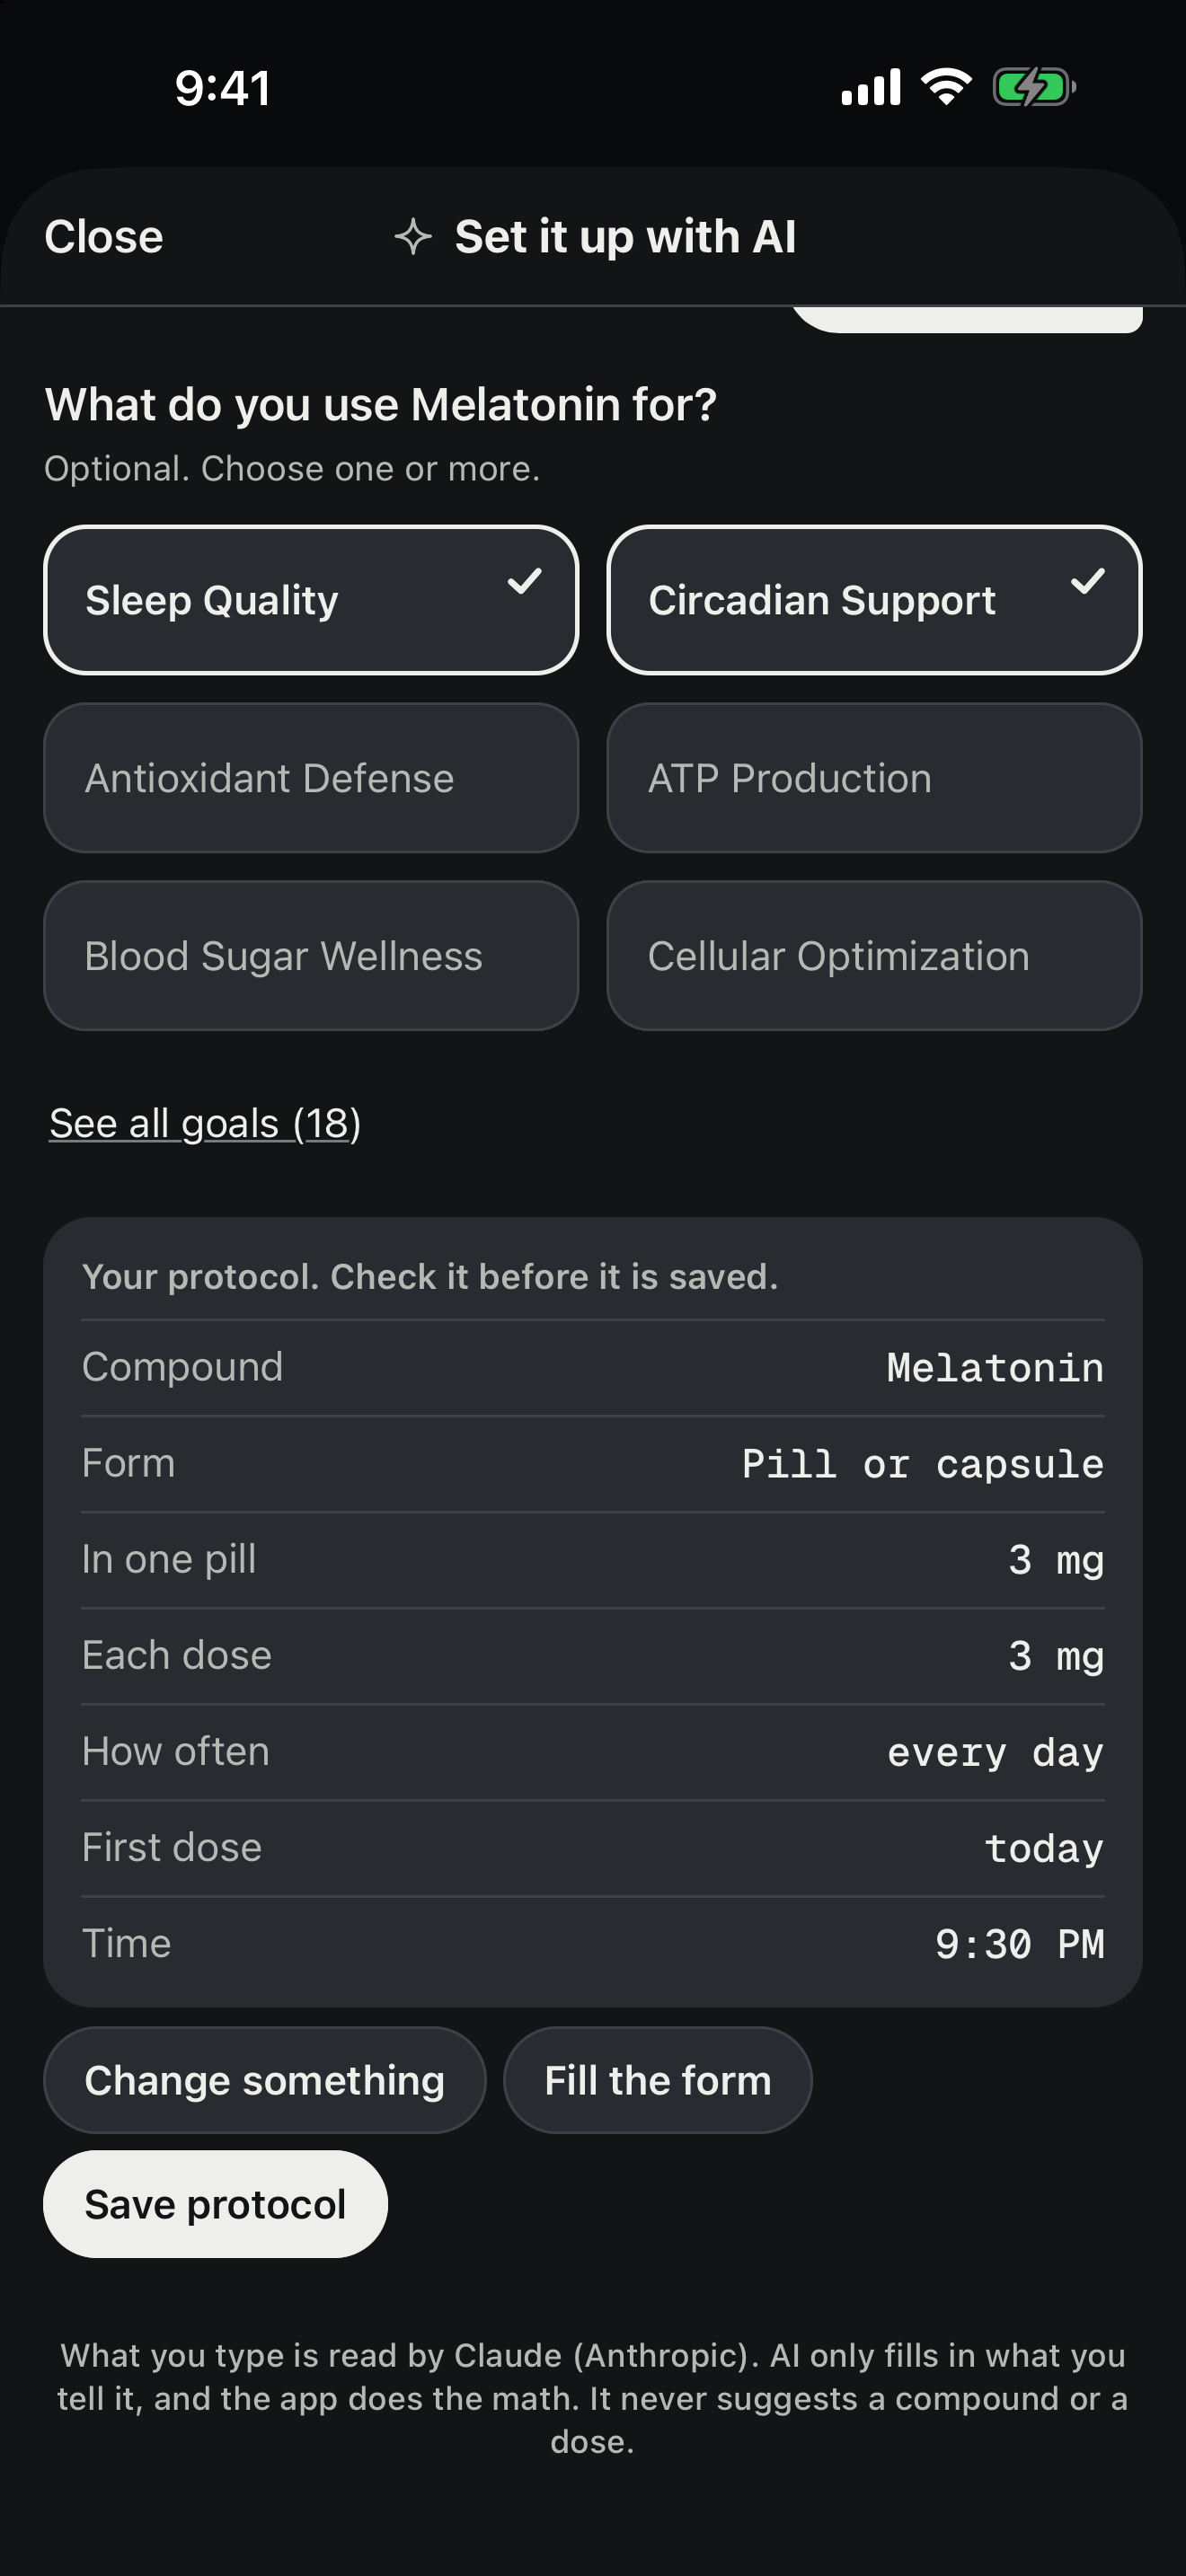 9:41
Close
Set it up with AI
What do you use Melatonin for?
Optional. Choose one or more.
Sleep Quality
Circadian Support
Antioxidant Defense
ATP Production
Blood Sugar Wellness
Cellular Optimization
See all goals (18)
Your protocol. Check it before it is saved.
Compound Melatonin
Form Pill or capsule
In one pill 3 mg
Each dose 3 mg
How often every day
First dose today
Time 9:30 PM
Change something
Fill the form
Save protocol
What you type is read by Claude (Anthropic). AI only fills in what you
tell it, and the app does the math. It never suggests a compound or a
dose.